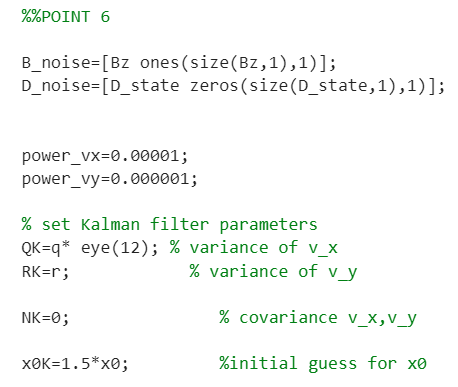 %%POINT 6
B_noise=[Bz ones(size(Bz,1),1)];
D_noise=[D_state zeros(size(D_state,1),1)];
power_vx=0.00001;
power_vy=0.000001;
% set Kalman filter parameters
QK=q* eye(12); % variance of v_x
RK=r; % variance of v_y
NK=0; % covariance v_x,v_y
x0K=1.5*x0; %initial guess for x0